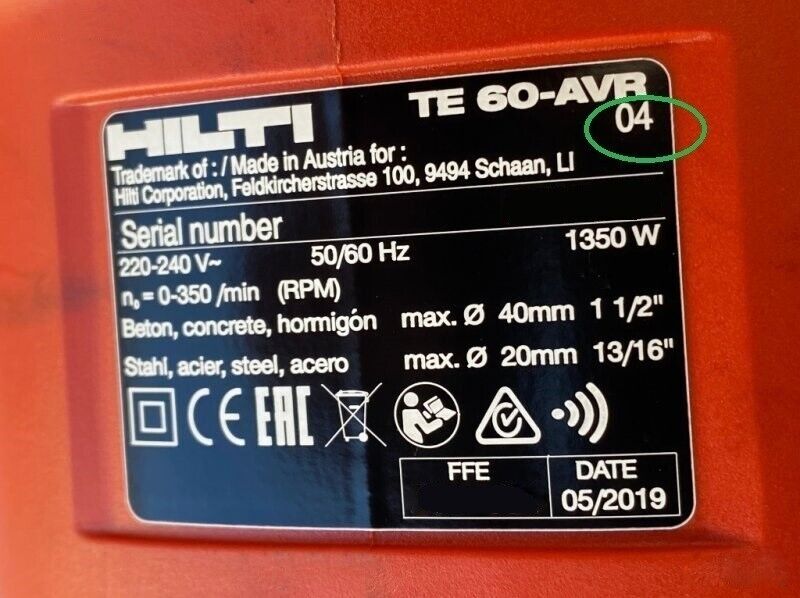 HILTI TE 60-AVR
04
Trademark of : / Made in Austria for :
Hilti Corporation, Feldkircherstrasse 100, 9494 Schaan, LI
Serial number
220-240 V~ 50/60 Hz 1350 W
n₀ = 0-350 /min (RPM)
Beton, concrete, hormigón max. Ø 40mm 1 1/2"
Stahl, acier, steel, acero max. Ø 20mm 13/16"
CE EAC
FFE DATE
05/2019